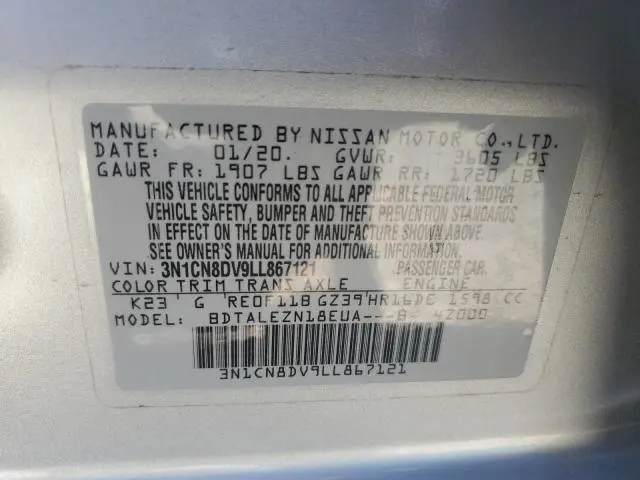 MANUFACTURED BY NISSAN MOTOR CO., LTD.
DATE: 01/20. GVWR: 3605 LBS
GAWR FR: 1907 LBS GAWR RR: 1720 LBS
THIS VEHICLE CONFORMS TO ALL APPLICABLE FEDERAL MOTOR
VEHICLE SAFETY, BUMPER AND THEFT PREVENTION STANDARDS
IN EFFECT ON THE DATE OF MANUFACTURE SHOWN ABOVE.
SEE OWNER'S MANUAL FOR ADDITIONAL INFORMATION.
VIN: 3N1CN8DV9LL867121 PASSENGER CAR.
COLOR TRIM TRANS AXLE ENGINE
K23 G RE0F11B GZ39 HR16DE 1598 CC
MODEL: BDTALEZN18EUA---B- 42000
3N1CN8DV9LL867121